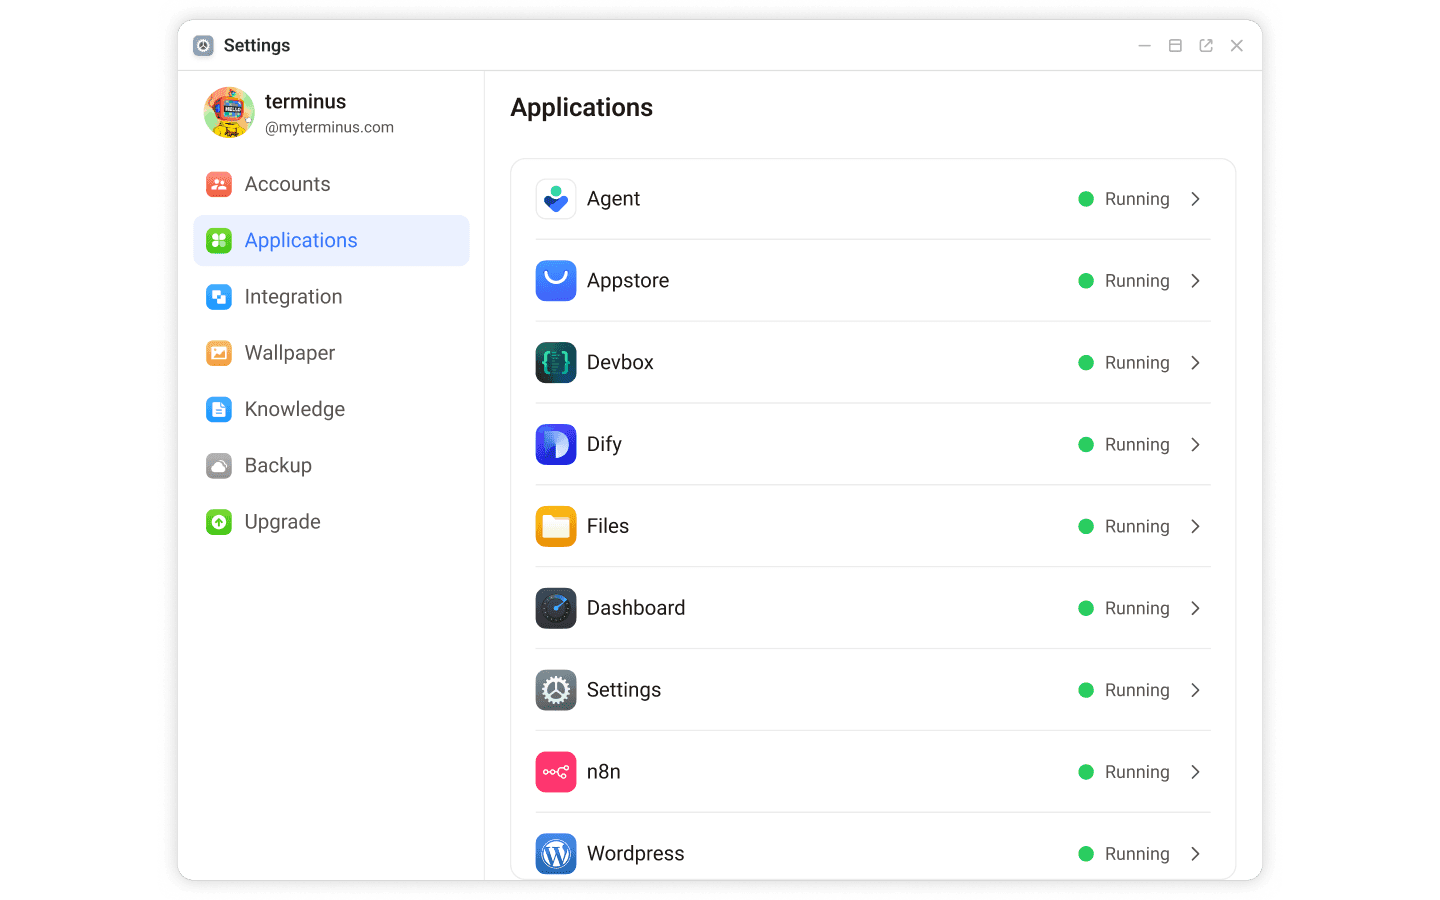 Settings
terminus
@myterminus.com
Accounts
Applications
Integration
Wallpaper
Knowledge
Backup
Upgrade
Applications
Agent Running
Appstore Running
Devbox Running
Dify Running
Files Running
Dashboard Running
Settings Running
n8n Running
Wordpress Running